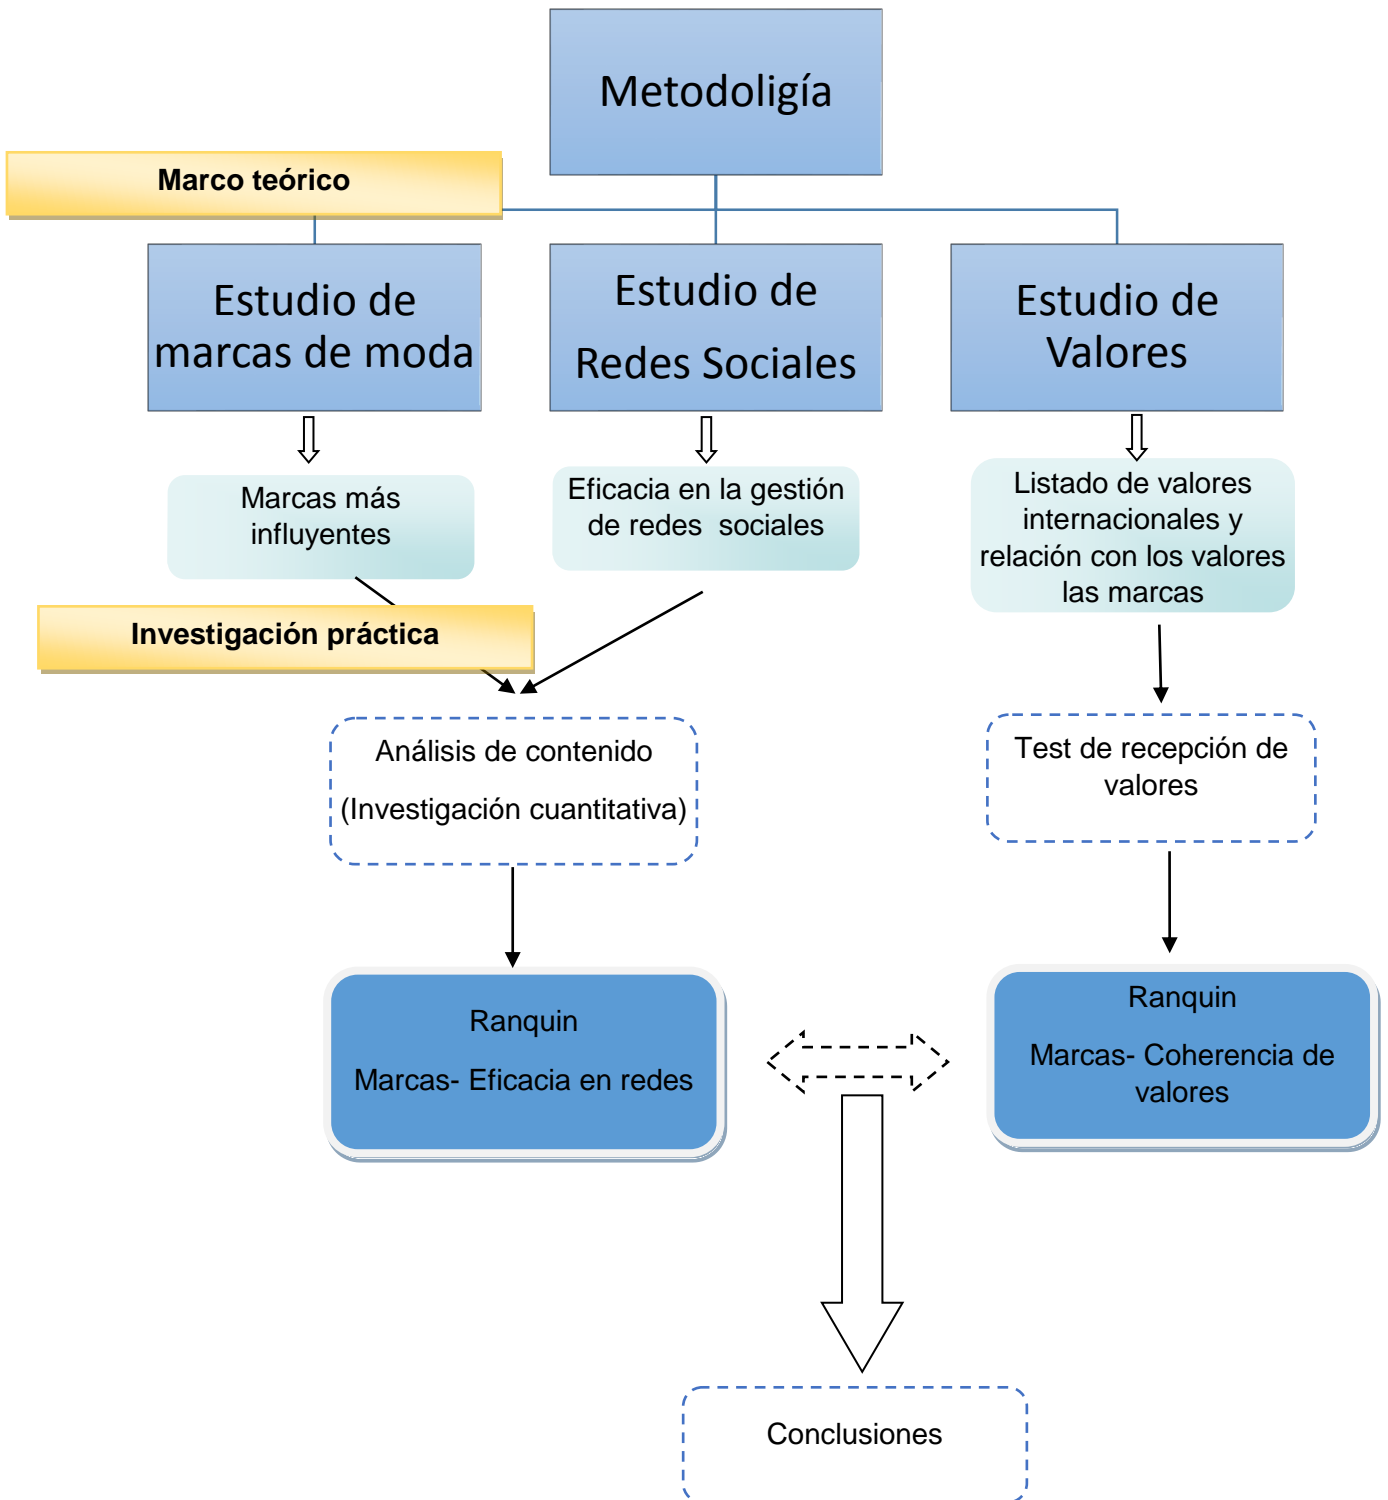 Metodoligía
Marco teórico
Estudio de
marcas de moda
Estudio de
Redes Sociales
Estudio de
Valores
Marcas más
influyentes
Eficacia en la gestión
de redes sociales
Listado de valores
internacionales y
relación con los valores
las marcas
Investigación práctica
Análisis de contenido
(Investigación cuantitativa)
Test de recepción de
valores
Ranquin
Marcas- Eficacia en redes
Ranquin
Marcas- Coherencia de
valores
Conclusiones